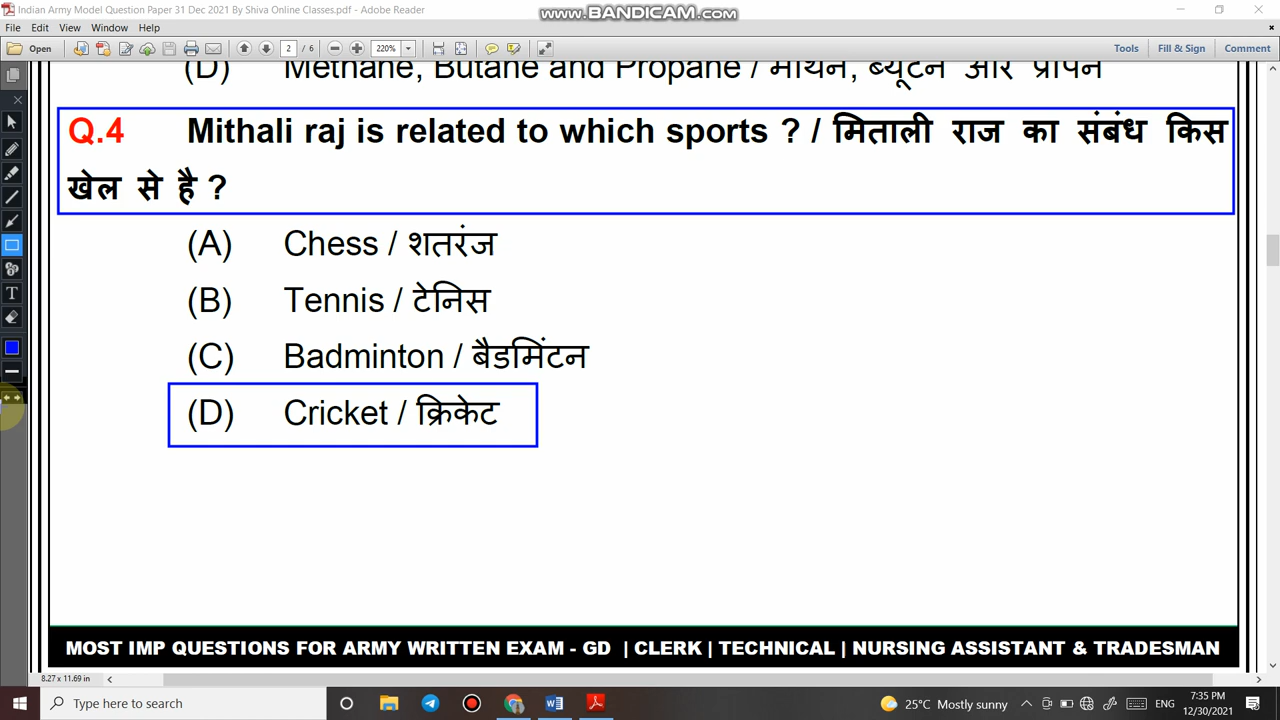 Indian Army Model Question Paper 31 Dec 2021 By Shiva Online Classes.pdf - Adobe Reader
WWW.BANDICAM.COM
File Edit View Window Help
Open 2 / 6 220% Tools Fill & Sign Comment
(D) Methane, Butane and Propane / माथेन, ब्यूटेन और प्रोपेन
Q.4 Mithali raj is related to which sports ? / मिताली राज का संबंध किस
खेल से है ?
(A) Chess / शतरंज
(B) Tennis / टेनिस
(C) Badminton / बैडमिंटन
(D) Cricket / क्रिकेट
MOST IMP QUESTIONS FOR ARMY WRITTEN EXAM - GD | CLERK | TECHNICAL | NURSING ASSISTANT & TRADESMAN
8.27 x 11.69 in
Type here to search 25°C Mostly sunny ENG 7:35 PM
12/30/2021